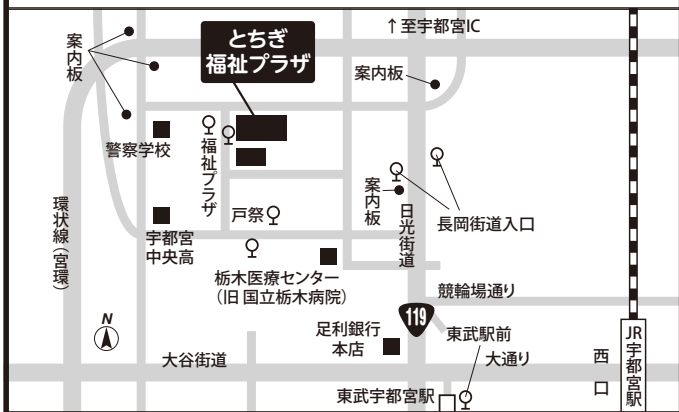 ↑至宇都宮IC
とちぎ
福祉プラザ
案内板
案内板
警察学校
福祉プラザ
案内板
長岡街道入口
戸祭
日光街道
環状線（宮環）
宇都宮
中央高
栃木医療センター
（旧 国立栃木病院）
競輪場通り
119
N
足利銀行
本店
東武駅前
大谷街道
大通り
西口
JR宇都宮駅
東武宇都宮駅